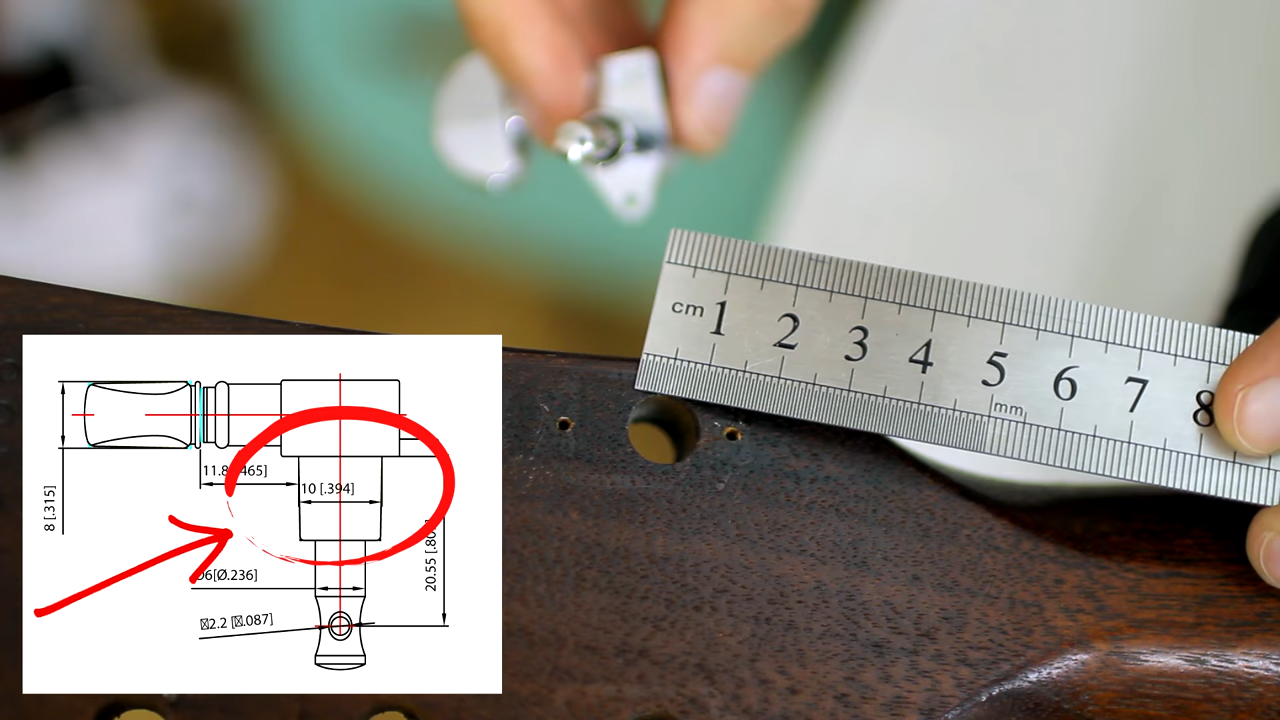 cm 1 2 3 4 5 6 7 8
mm
11.8
465]
10 [.394]
8 [.315]
20.55 [.80
6[Ø.236]
2.2 [
.087]